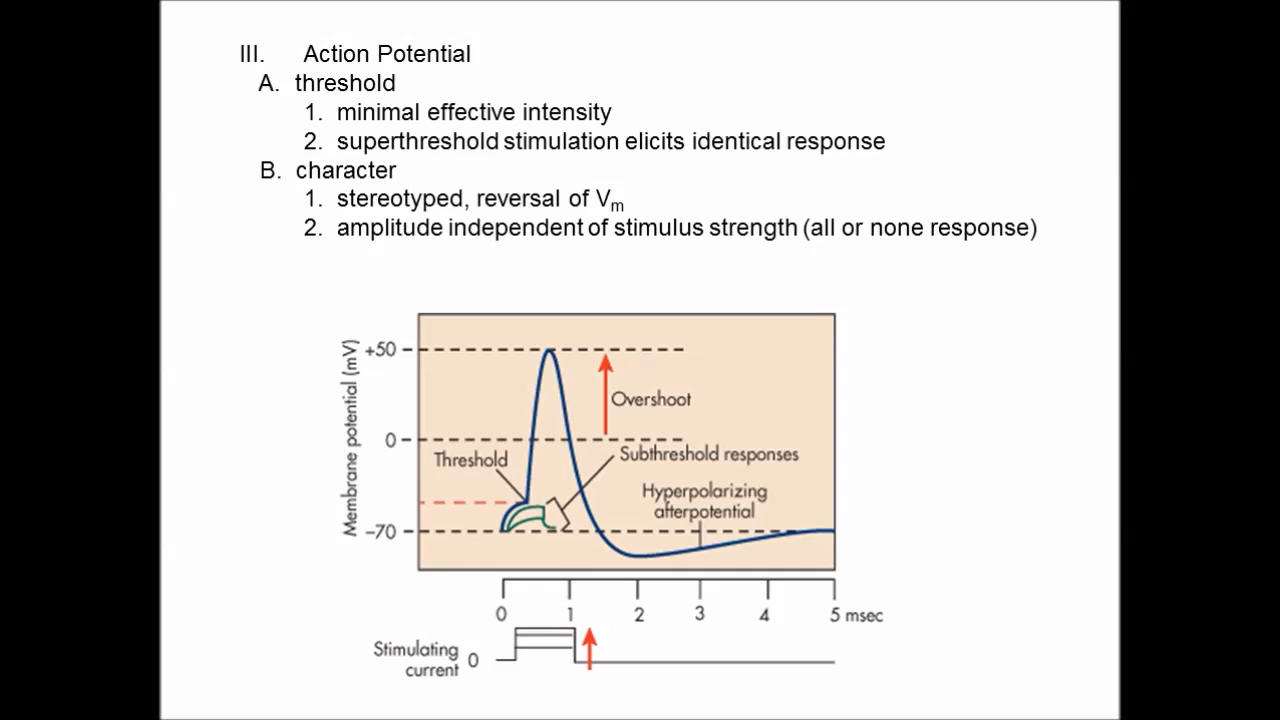 III. Action Potential
A. threshold
1. minimal effective intensity
2. superthreshold stimulation elicits identical response
B. character
1. stereotyped, reversal of Vm
2. amplitude independent of stimulus strength (all or none response)
Membrane potential (mV)
+50
0
-70
Overshoot
Threshold
Subthreshold responses
Hyperpolarizing
afterpotential
0 1 2 3 4 5 msec
Stimulating
current 0